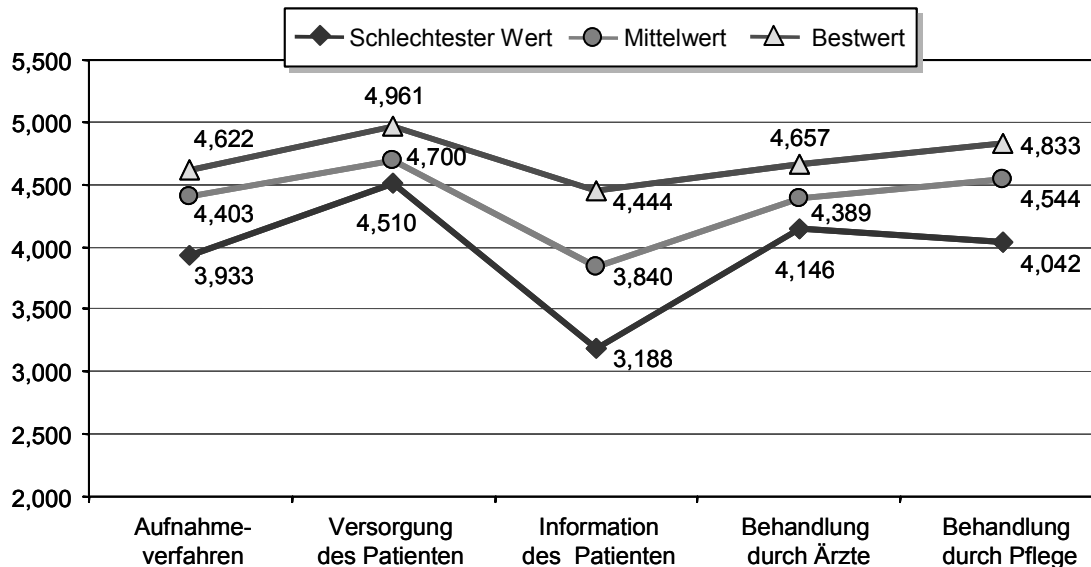 Schlechtester Wert Mittelwert Bestwert
5,500
5,000
4,500
4,000
3,500
3,000
2,500
2,000
4,622 4,961 4,444 4,657 4,833
4,403 4,700 3,840 4,389 4,544
3,933 4,510 3,188 4,146 4,042
Aufnahme- Versorgung Information Behandlung Behandlung
verfahren des Patienten des Patienten durch Ärzte durch Pflege